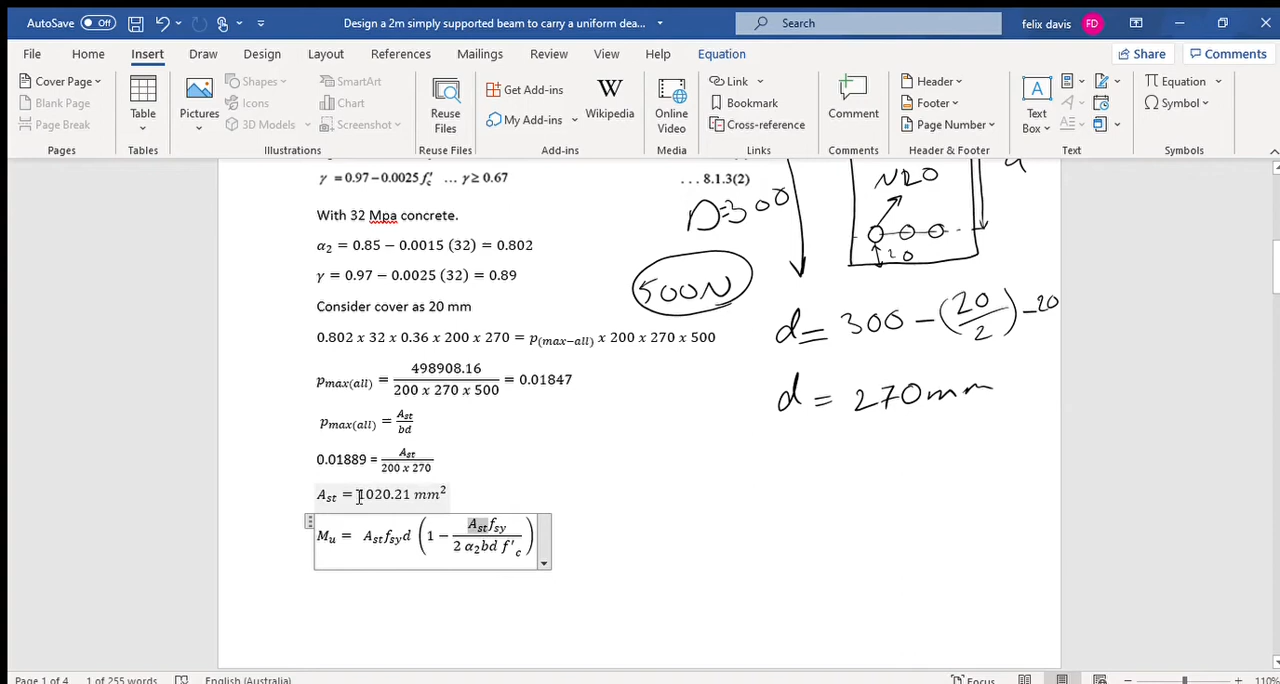 AutoSave Off Design a 2m simply supported beam to carry a uniform dea... Search felix davis FD
File Home Insert Draw Design Layout References Mailings Review View Help Equation Share Comments
Cover Page
Blank Page
Page Break
Pages
Table
Tables
Pictures
Shapes
Icons
3D Models
SmartArt
Chart
Screenshot
Illustrations
Reuse Files
Reuse Files
Get Add-ins
My Add-ins
Wikipedia
Add-ins
Online Video
Media
Link
Bookmark
Cross-reference
Links
Comment
Comments
Header
Footer
Page Number
Header & Footer
Text Box
Text
Equation
Symbol
Symbols
γ = 0.97 − 0.0025 f'c ... γ ≥ 0.67 ... 8.1.3(2)
With 32 Mpa concrete.
α₂ = 0.85 − 0.0015 (32) = 0.802
γ = 0.97 − 0.0025 (32) = 0.89
Consider cover as 20 mm
0.802 x 32 x 0.36 x 200 x 270 = p(max−all) x 200 x 270 x 500
pmax(all) = 498908.16 / 200 x 270 x 500 = 0.01847
pmax(all) = Ast / bd
0.01889 = Ast / 200 x 270
Ast = 1020.21 mm²
Mu = Ast fsy d (1 − Ast fsy / 2 α₂bd f'c)
N20
D=300
20
500N
d = 300 − (20/2) − 20
d = 270mm
Page 1 of 4 1 of 255 words English (Australia) Focus 110%